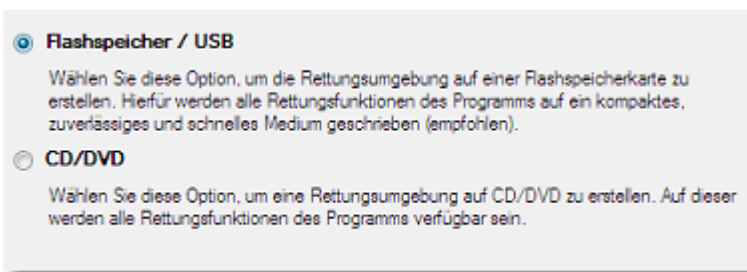 Flashspeicher / USB
Wählen Sie diese Option, um die Rettungsumgebung auf einer Flashspeicherkarte zu
erstellen. Hierfür werden alle Rettungsfunktionen des Programms auf ein kompaktes,
zuverlässiges und schnelles Medium geschrieben (empfohlen).
CD/DVD
Wählen Sie diese Option, um eine Rettungsumgebung auf CD/DVD zu erstellen. Auf dieser
werden alle Rettungsfunktionen des Programms verfügbar sein.